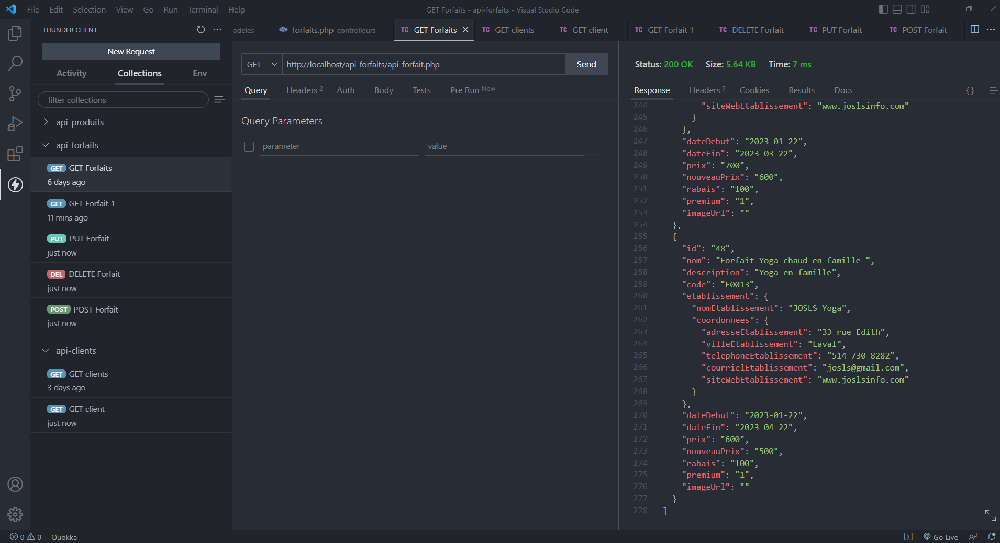 File Edit Selection View Go Run Terminal Help
GET Forfaits - api-forfaits - Visual Studio Code
THUNDER CLIENT
New Request
Activity Collections Env
filter collections
api-produits
api-forfaits
GET GET Forfaits
6 days ago
GET GET Forfait 1
11 mins ago
PUT PUT Forfait
just now
DEL DELETE Forfait
just now
POST POST Forfait
just now
api-clients
GET GET clients
3 days ago
GET GET client
just now
odeles forfaits.php controlleurs TC GET Forfaits TC GET clients TC GET client TC GET Forfait 1 TC DELETE Forfait TC PUT Forfait TC POST Forfait
GET http://localhost/api-forfaits/api-forfait.php Send
Query Headers 2 Auth Body Tests Pre Run New
Query Parameters
parameter value
Status: 200 OK Size: 5.64 KB Time: 7 ms
Response Headers 7 Cookies Results Docs { }
244 "siteWebEtablissement": "www.joslsinfo.com"
245 }
246 },
247 "dateDebut": "2023-01-22",
248 "dateFin": "2023-03-22",
249 "prix": "700",
250 "nouveauPrix": "600",
251 "rabais": "100",
252 "premium": "1",
253 "imageUrl": ""
254 },
255 {
256 "id": "48",
257 "nom": "Forfait Yoga chaud en famille ",
258 "description": "Yoga en famille",
259 "code": "F0013",
260 "etablissement": {
261 "nomEtablissement": "JOSLS Yoga",
262 "coordonnees": {
263 "adresseEtablissement": "33 rue Edith",
264 "villeEtablissement": "Laval",
265 "telephoneEtablissement": "514-730-8282",
266 "courrielEtablissement": "josls@gmail.com",
267 "siteWebEtablissement": "www.joslsinfo.com"
268 }
269 },
270 "dateDebut": "2023-01-22",
271 "dateFin": "2023-04-22",
272 "prix": "600",
273 "nouveauPrix": "500",
274 "rabais": "100",
275 "premium": "1",
276 "imageUrl": ""
277 }
278 ]
0 0 Quokka
Go Live